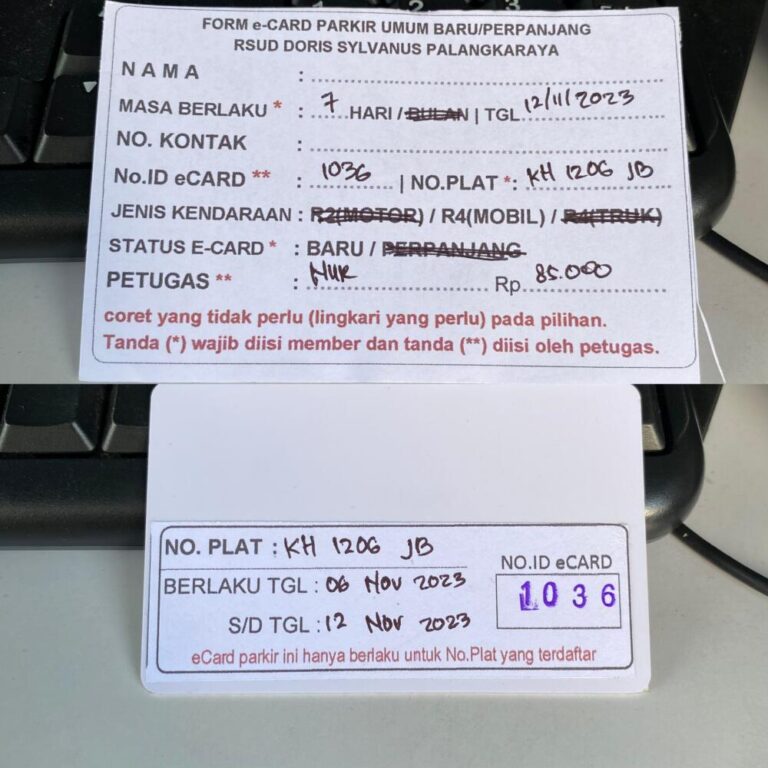 FORM e-CARD PARKIR UMUM BARU/PERPANJANG
RSUD DORIS SYLVANUS PALANGKARAYA
NAMA :
MASA BERLAKU * : 7 HARI / BULAN | TGL 12/11/2023
NO. KONTAK :
No.ID eCARD ** : 1036 | NO.PLAT * : KH 1206 JB
JENIS KENDARAAN : R2(MOTOR) / R4(MOBIL) / R4(TRUK)
STATUS E-CARD * : BARU / PERPANJANG
PETUGAS ** : NUR Rp 85.000
coret yang tidak perlu (lingkari yang perlu) pada pilihan.
Tanda (*) wajib diisi member dan tanda (**) diisi oleh petugas.
NO. PLAT : KH 1206 JB
BERLAKU TGL : 06 Nov 2023
S/D TGL : 12 Nov 2023
NO.ID eCARD
1036
eCard parkir ini hanya berlaku untuk No.Plat yang terdaftar